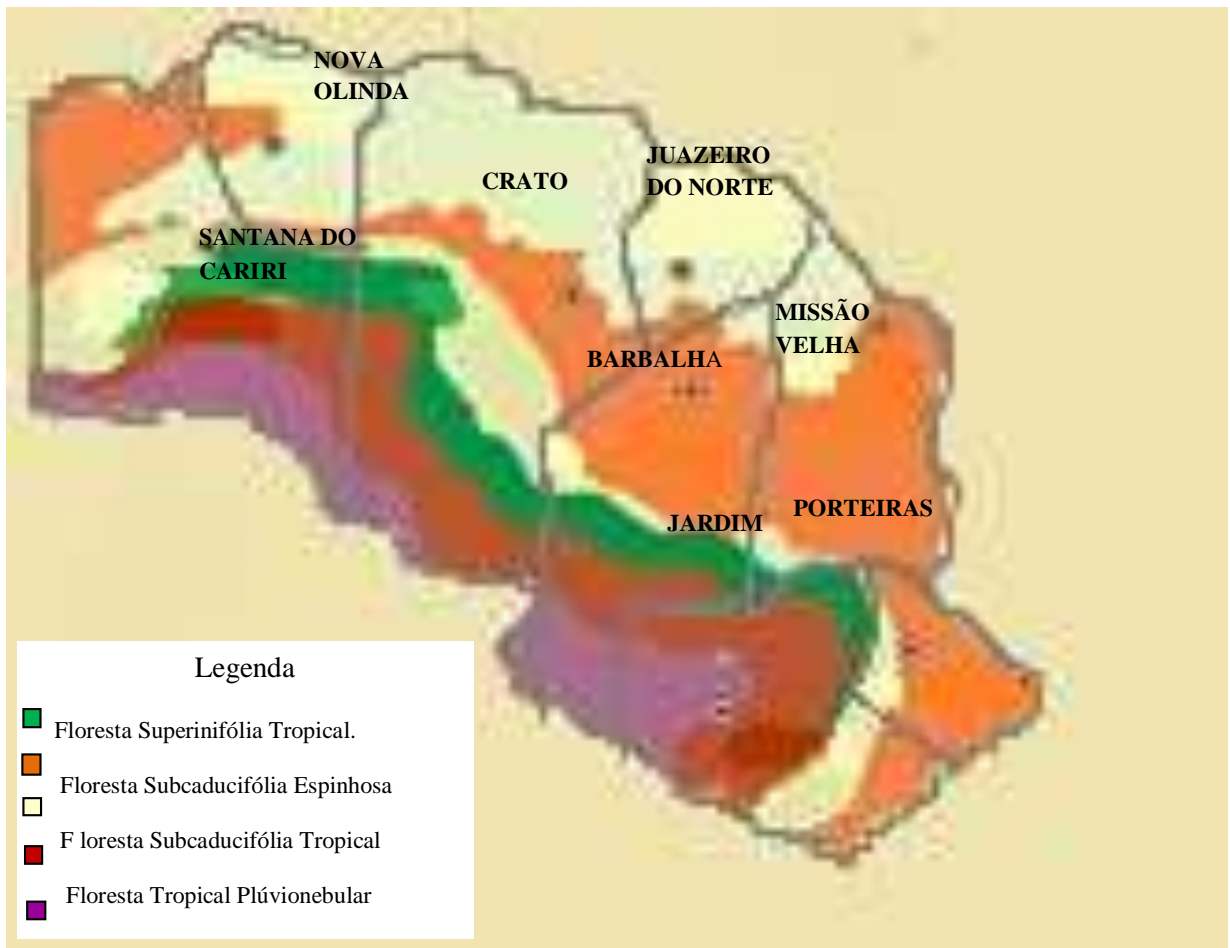 NOVA
OLINDA
CRATO
JUAZEIRO
DO NORTE
SANTANA DO
CARIRI
MISSÃO
VELHA
BARBALHA
JARDIM
PORTEIRAS
Legenda
Floresta Superinifólia Tropical.
Floresta Subcaducifólia Espinhosa
F loresta Subcaducifólia Tropical
Floresta Tropical Plúvionebular